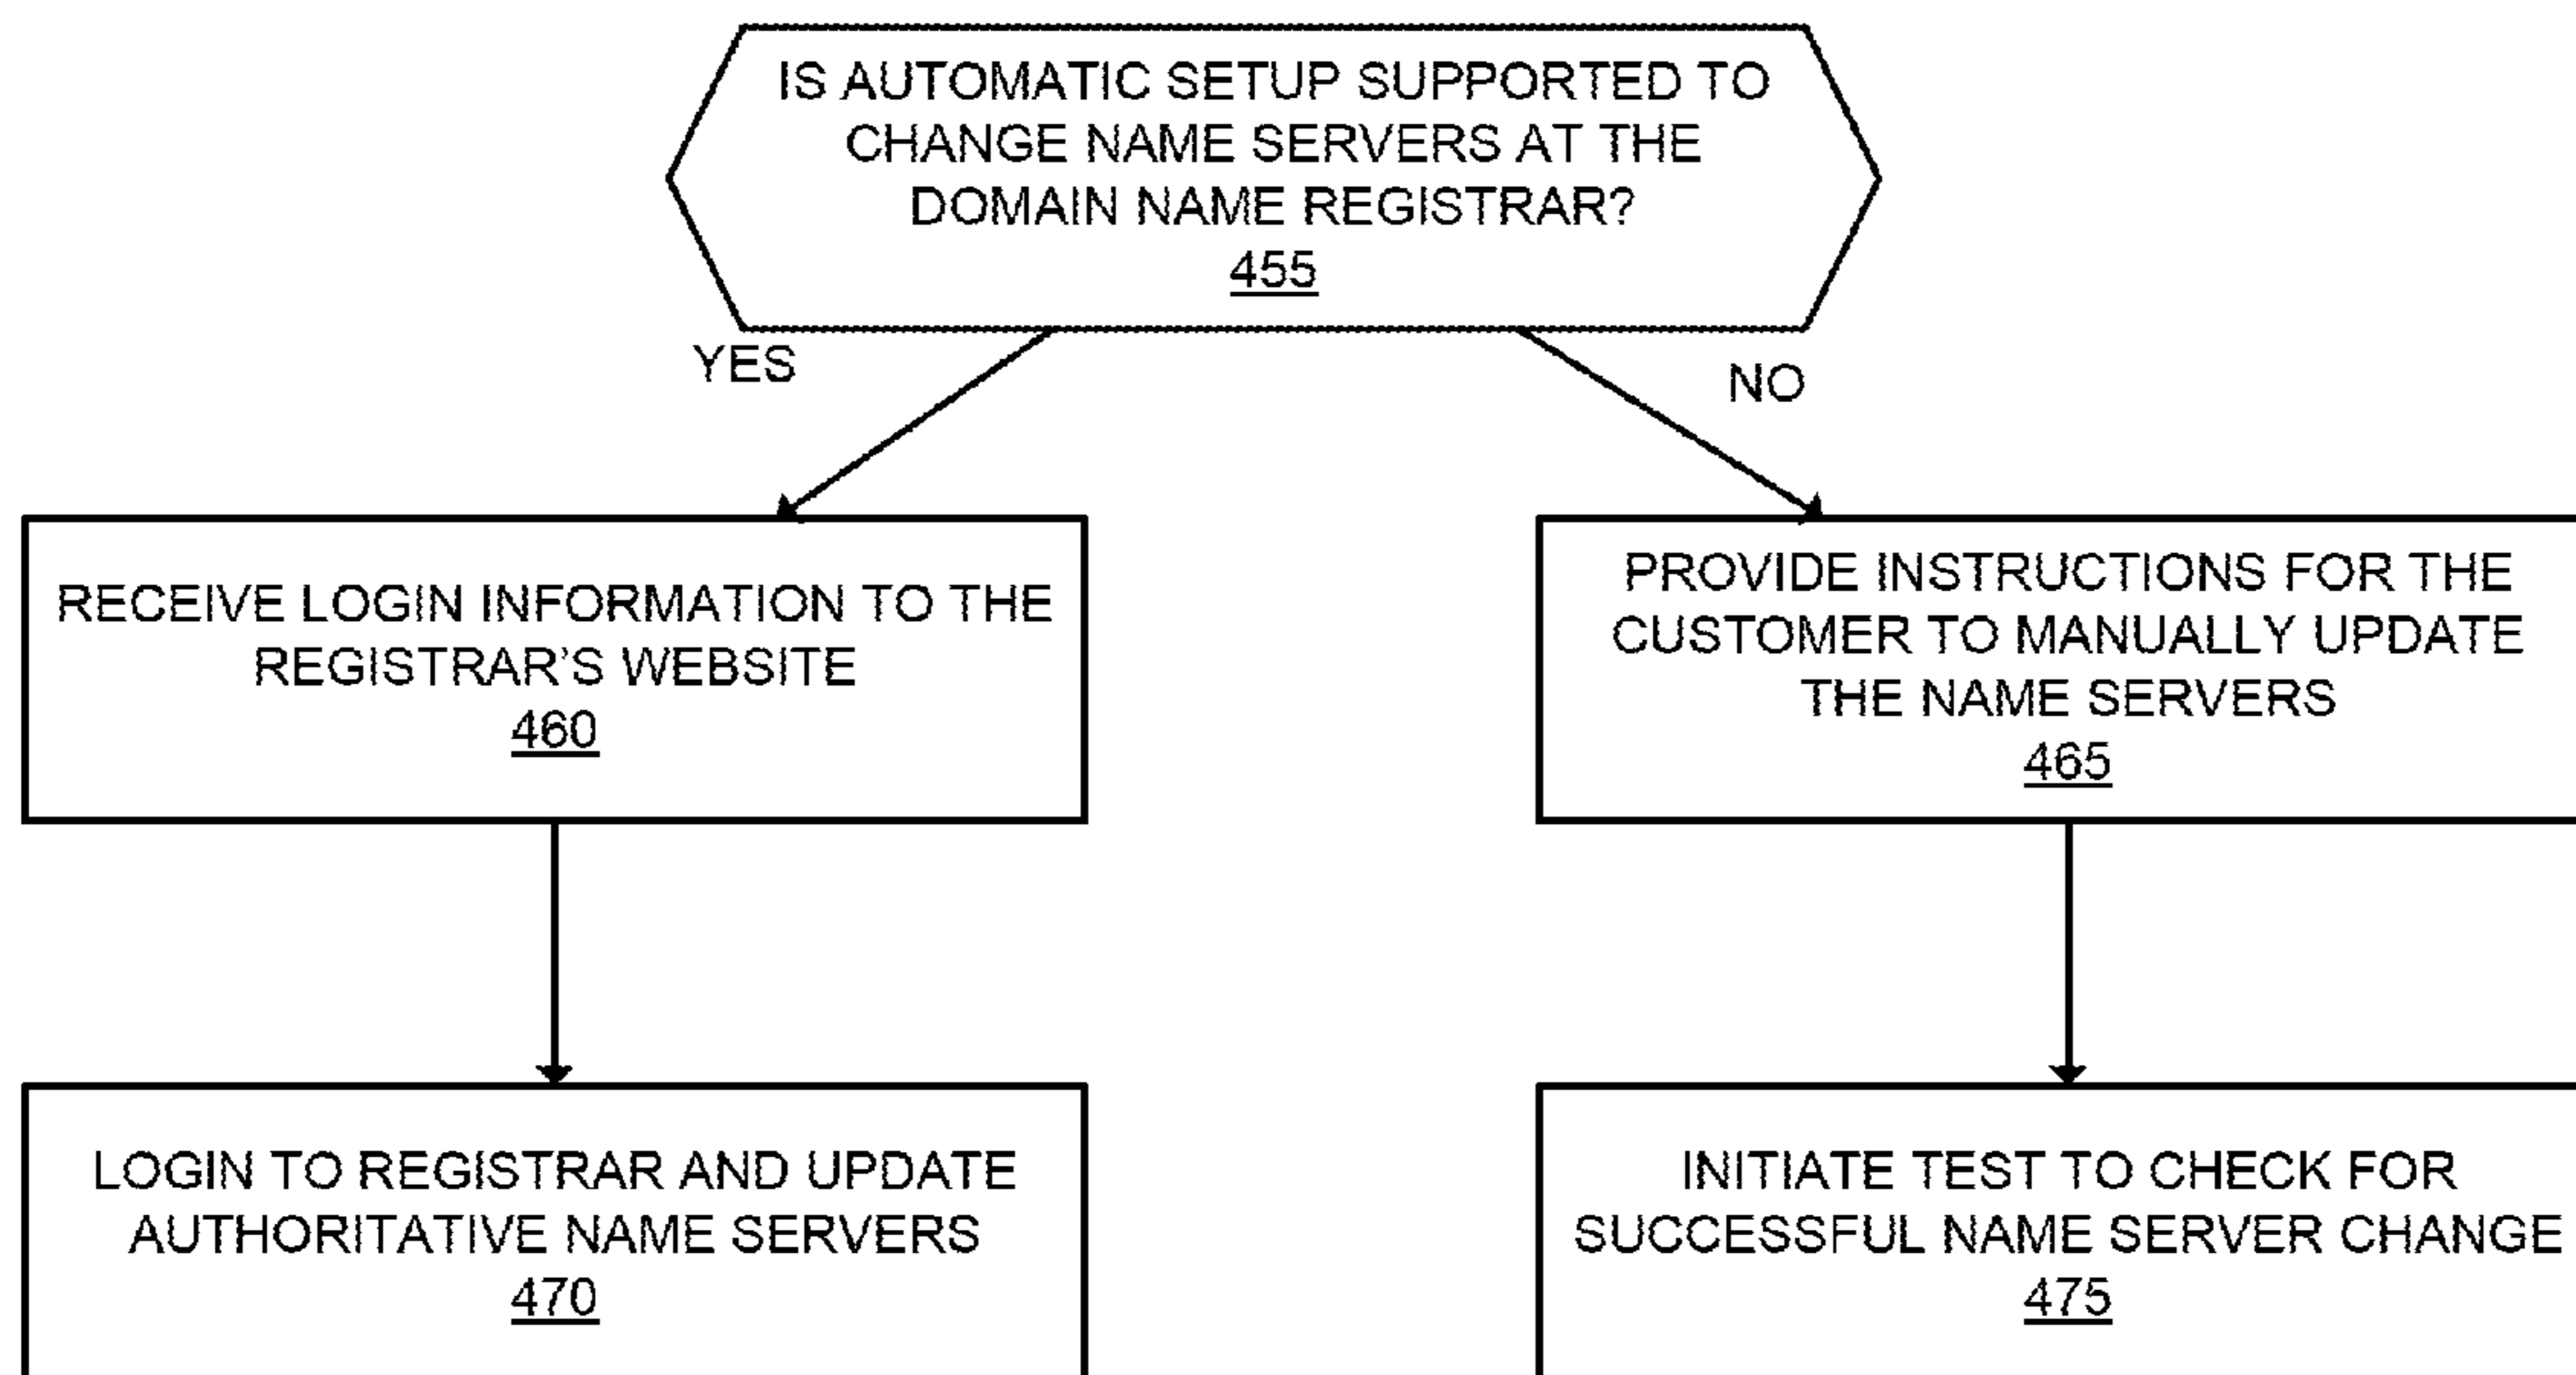 IS AUTOMATIC SETUP SUPPORTED TO
CHANGE NAME SERVERS AT THE
DOMAIN NAME REGISTRAR?
455
YES
NO
RECEIVE LOGIN INFORMATION TO THE
REGISTRAR'S WEBSITE
460
PROVIDE INSTRUCTIONS FOR THE
CUSTOMER TO MANUALLY UPDATE
THE NAME SERVERS
465
LOGIN TO REGISTRAR AND UPDATE
AUTHORITATIVE NAME SERVERS
470
INITIATE TEST TO CHECK FOR
SUCCESSFUL NAME SERVER CHANGE
475